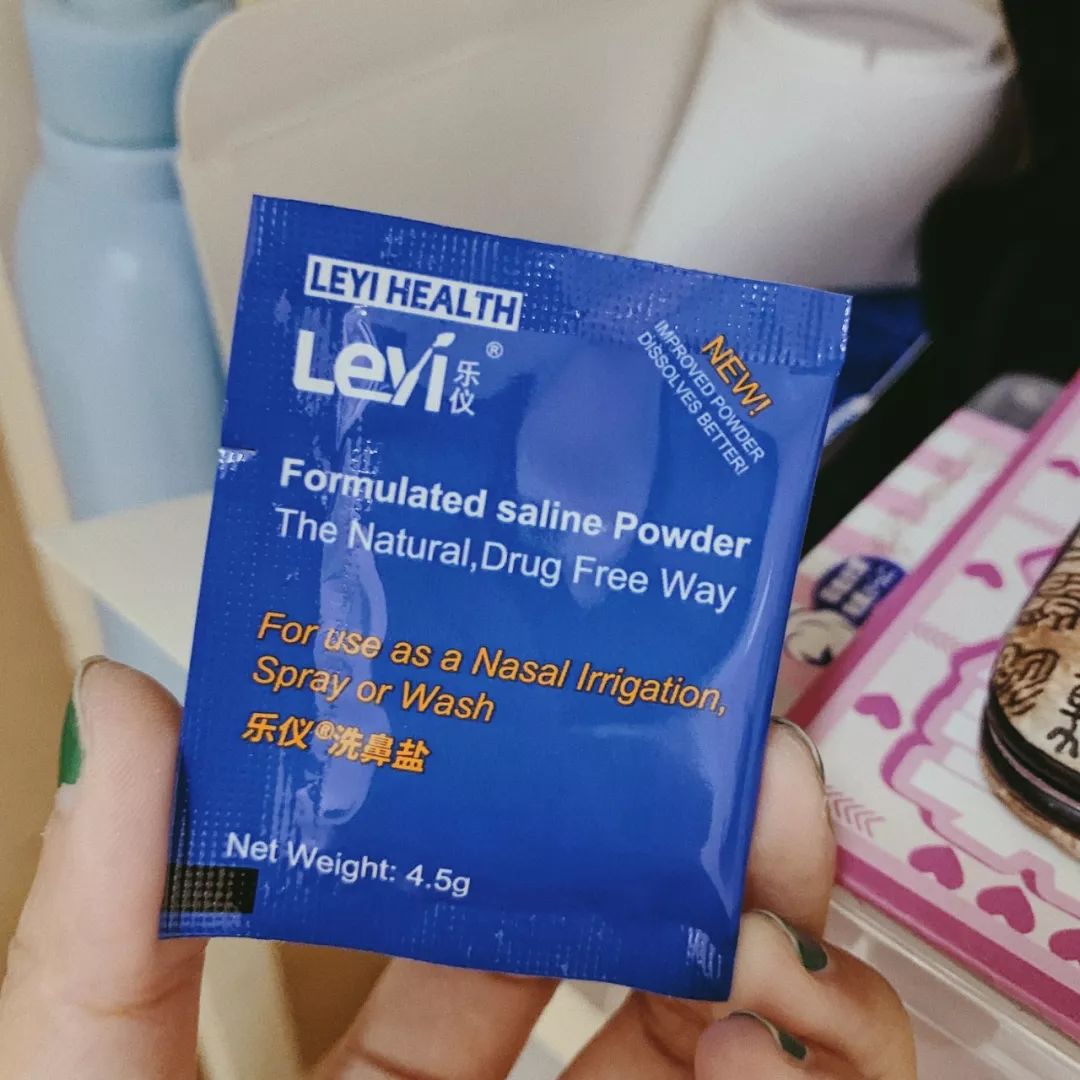 LEYI HEALTH
Leyi®乐仪
NEW!
IMPROVED POWDER
DISSOLVES BETTER!
Formulated saline Powder
The Natural,Drug Free Way
For use as a Nasal Irrigation,
Spray or Wash
乐仪®洗鼻盐
Net Weight: 4.5g